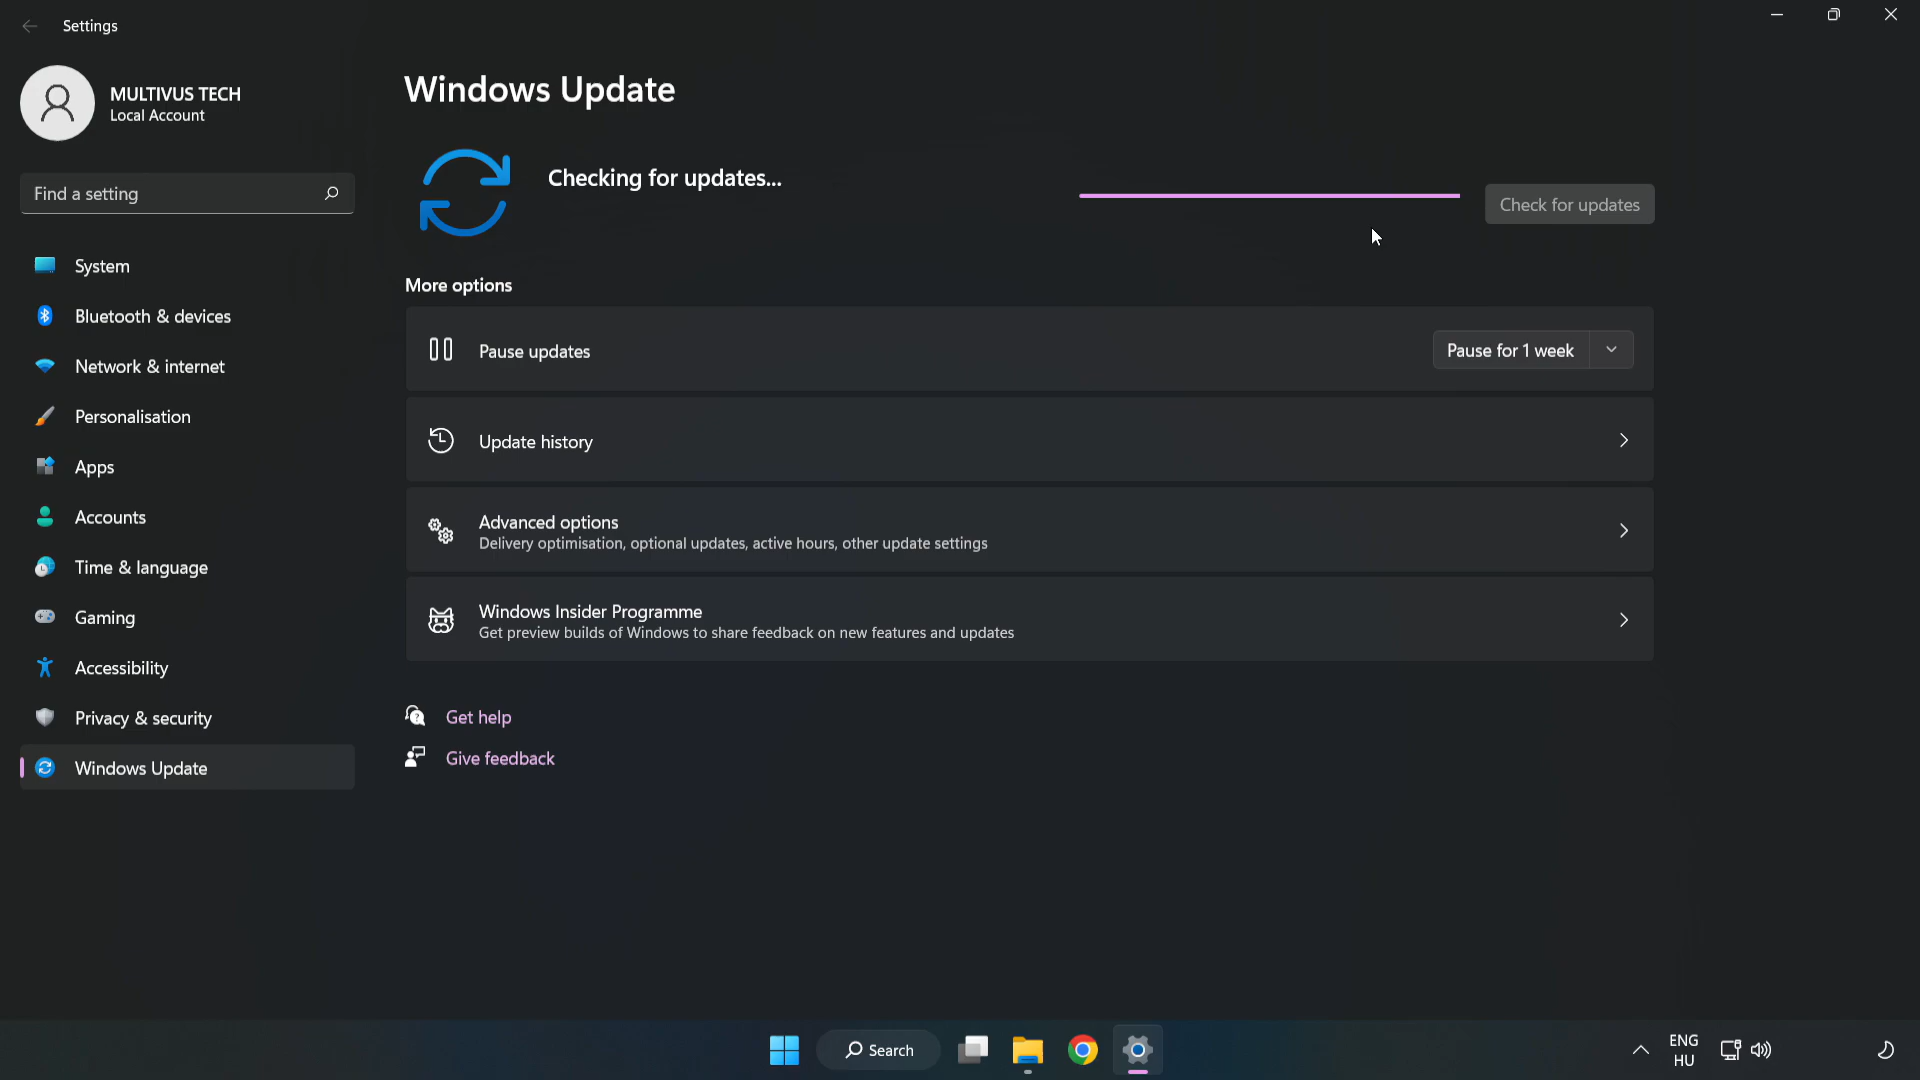 Settings
MULTIVUS TECH
Local Account
Find a setting
System
Bluetooth & devices
Network & internet
Personalisation
Apps
Accounts
Time & language
Gaming
Accessibility
Privacy & security
Windows Update
Windows Update
Checking for updates...
Check for updates
More options
Pause updates
Pause for 1 week
Update history
Advanced options
Delivery optimisation, optional updates, active hours, other update settings
Windows Insider Programme
Get preview builds of Windows to share feedback on new features and updates
Get help
Give feedback
Search
ENG
HU